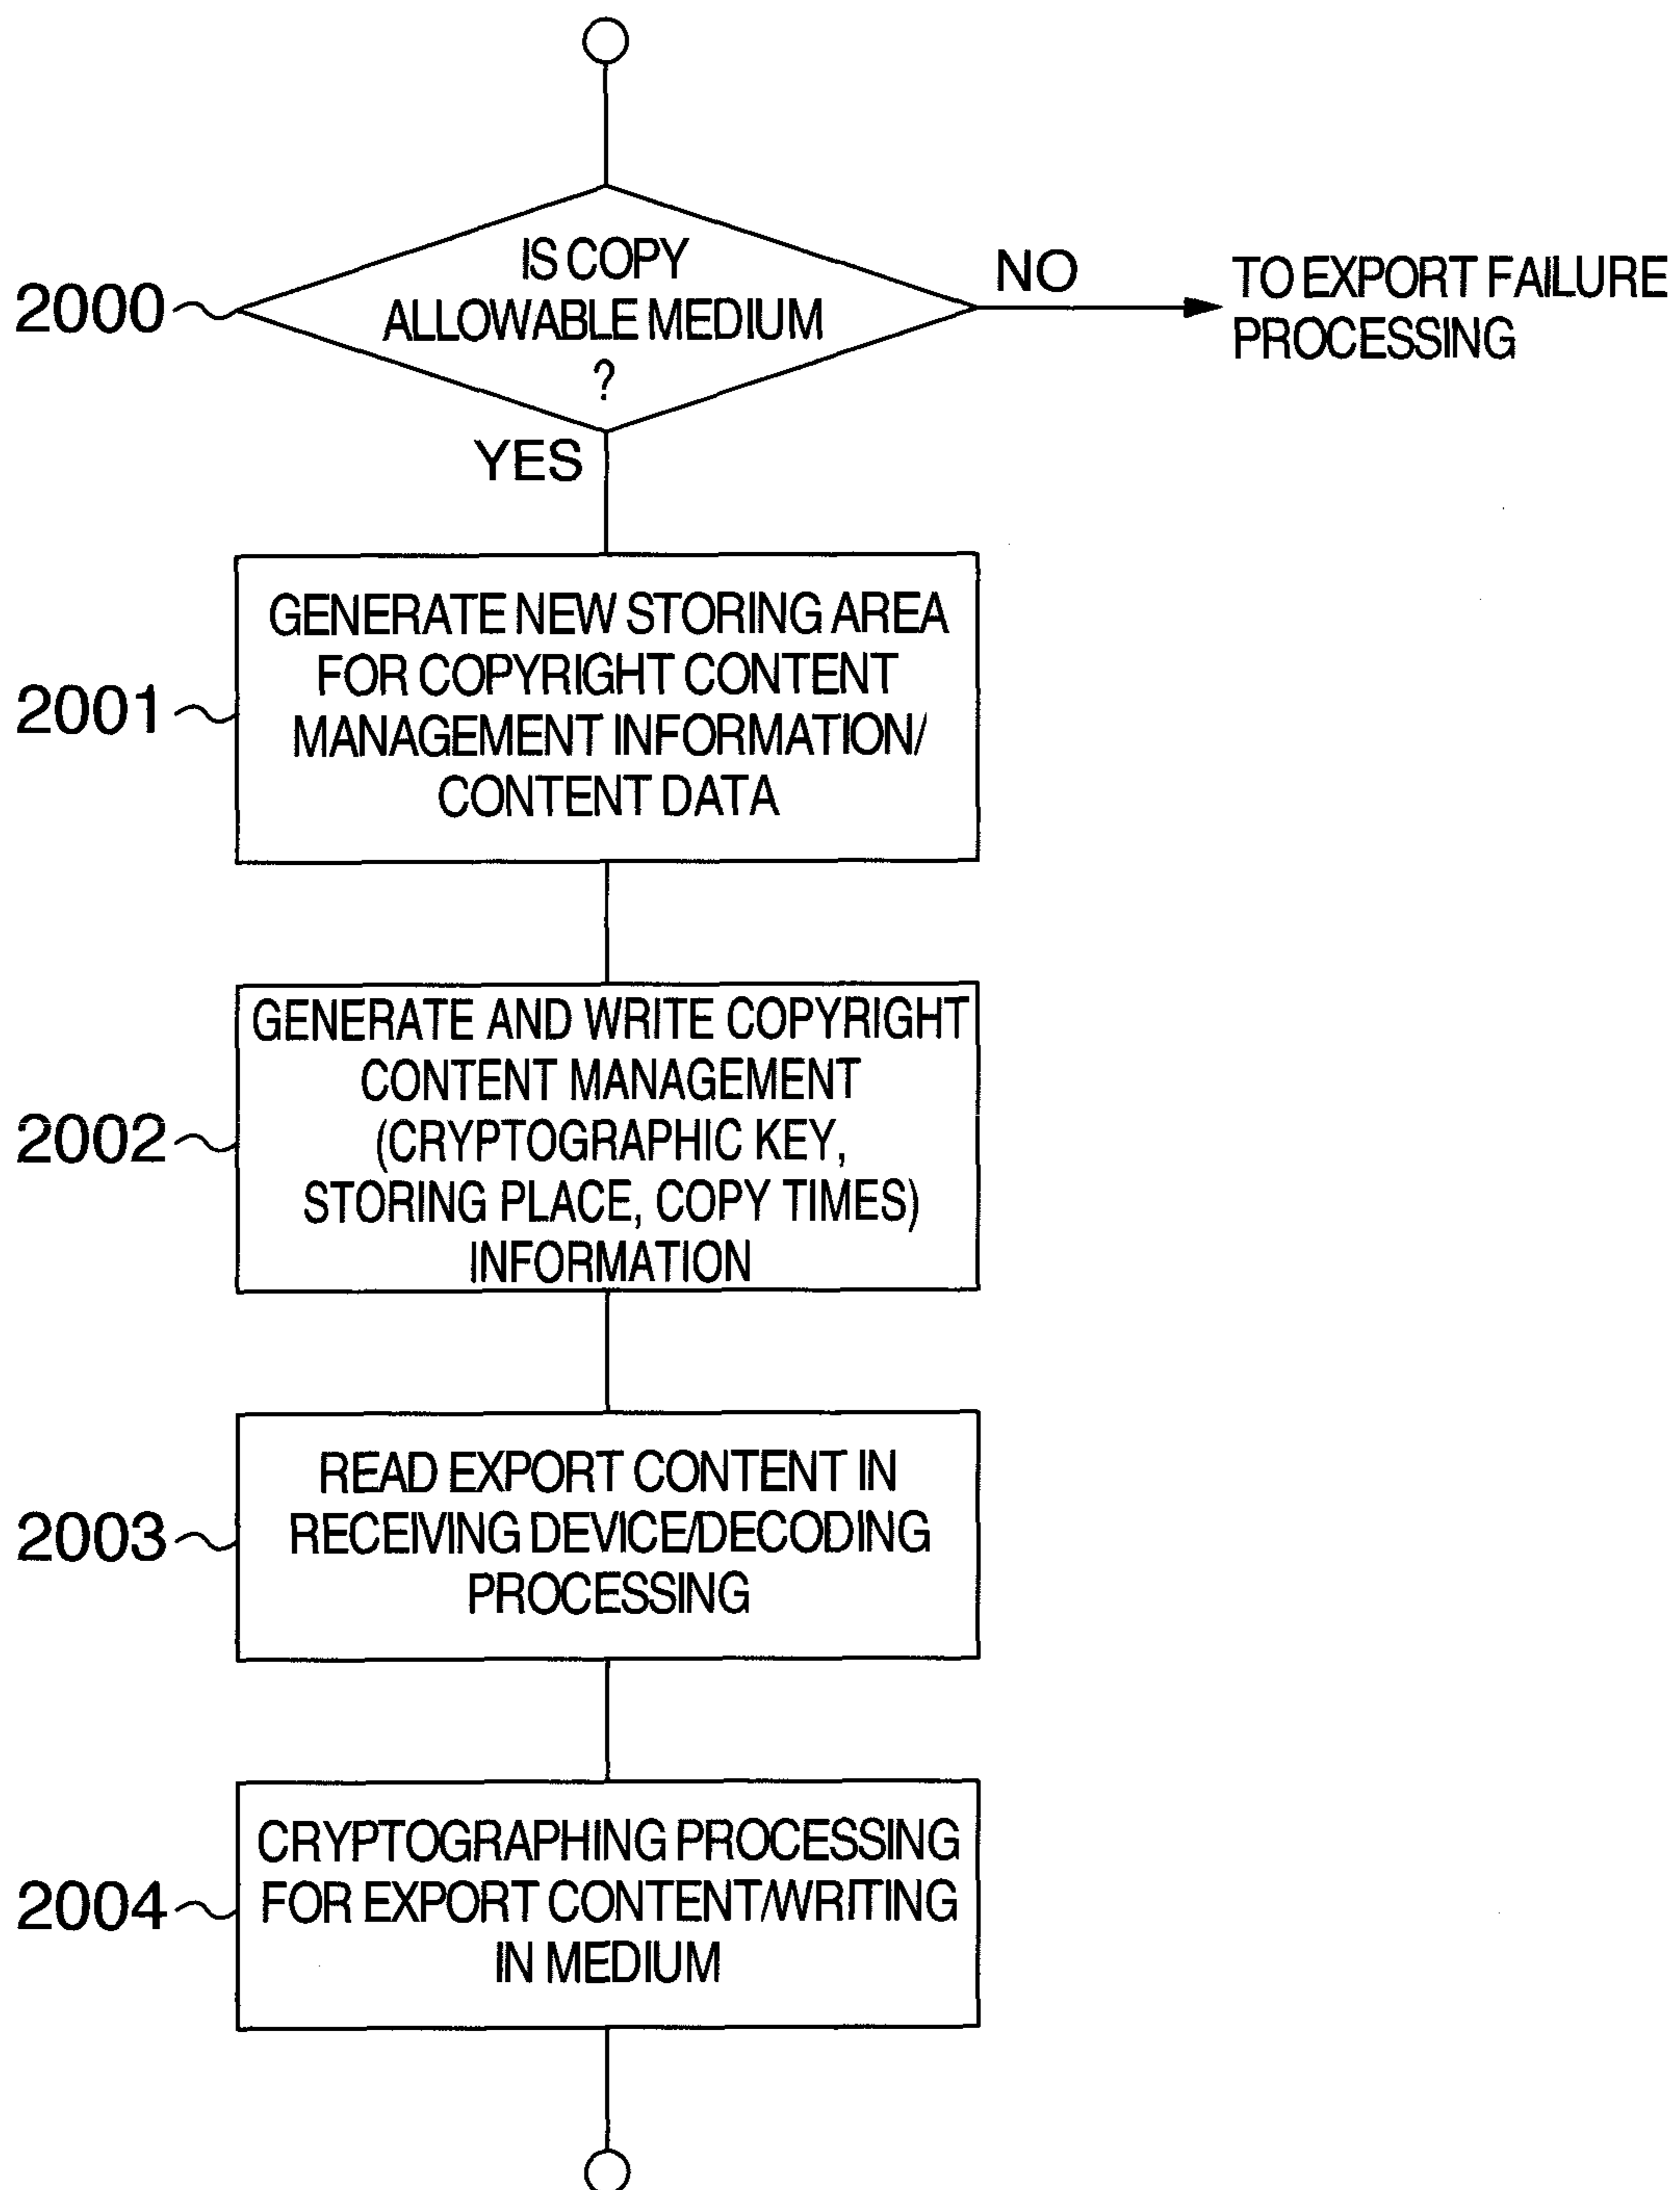 IS COPY
ALLOWABLE MEDIUM
?
2000
NO
TO EXPORT FAILURE
PROCESSING
YES
GENERATE NEW STORING AREA
FOR COPYRIGHT CONTENT
MANAGEMENT INFORMATION/
CONTENT DATA
2001
GENERATE AND WRITE COPYRIGHT
CONTENT MANAGEMENT
(CRYPTOGRAPHIC KEY,
STORING PLACE, COPY TIMES)
INFORMATION
2002
READ EXPORT CONTENT IN
RECEIVING DEVICE/DECODING
PROCESSING
2003
CRYPTOGRAPHING PROCESSING
FOR EXPORT CONTENT/WRITING
IN MEDIUM
2004